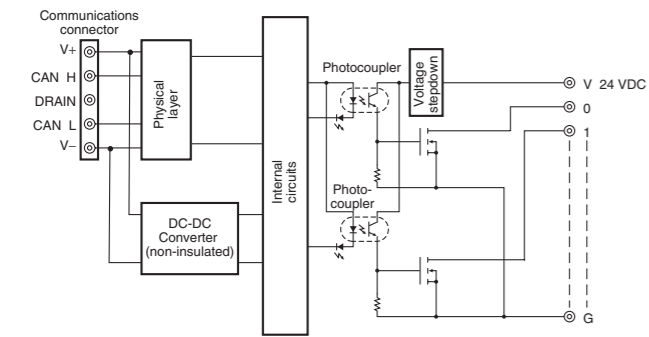 Communications
connector
V+
CAN H
DRAIN
CAN L
V−
Physical
layer
DC-DC
Converter
(non-insulated)
Internal
circuits
Photocoupler
Voltage
stepdown
Photo-
coupler
V 24 VDC
0
1
G